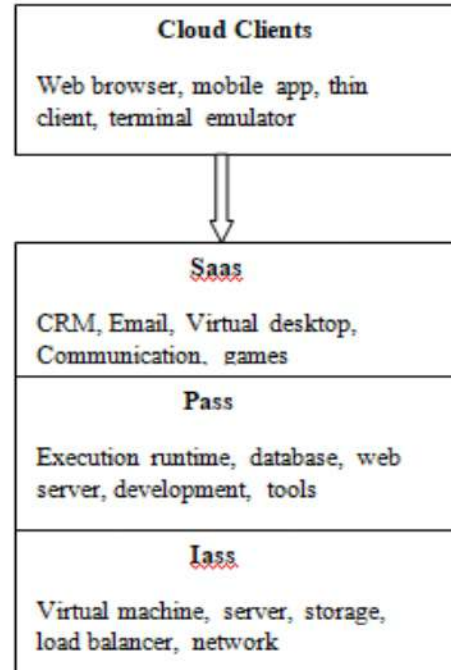 Cloud Clients
Web browser, mobile app, thin
client, terminal emulator
Saas
CRM, Email, Virtual desktop,
Communication, games
Pass
Execution runtime, database, web
server, development, tools
Iass
Virtual machine, server, storage,
load balancer, network